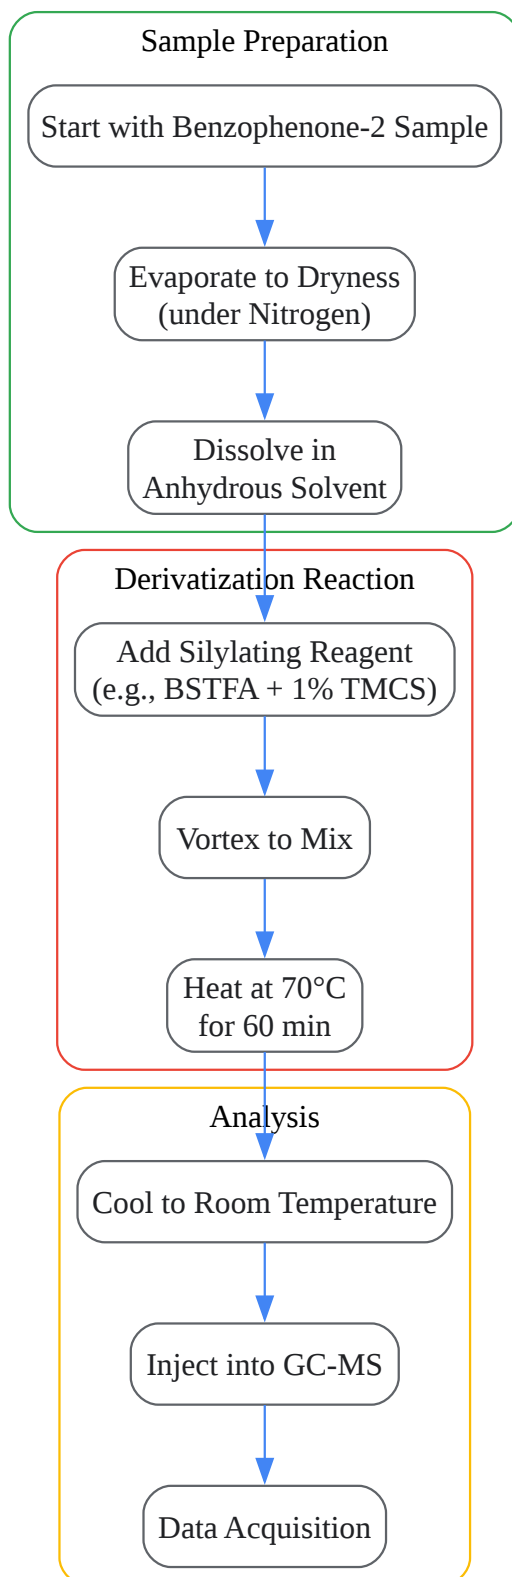 Sample Preparation
Start with Benzophenone-2 Sample
Evaporate to Dryness
(under Nitrogen)
Dissolve in
Anhydrous Solvent
Derivatization Reaction
Add Silylating Reagent
(e.g., BSTFA + 1% TMCS)
Vortex to Mix
Heat at 70°C
for 60 min
Analysis
Cool to Room Temperature
Inject into GC-MS
Data Acquisition